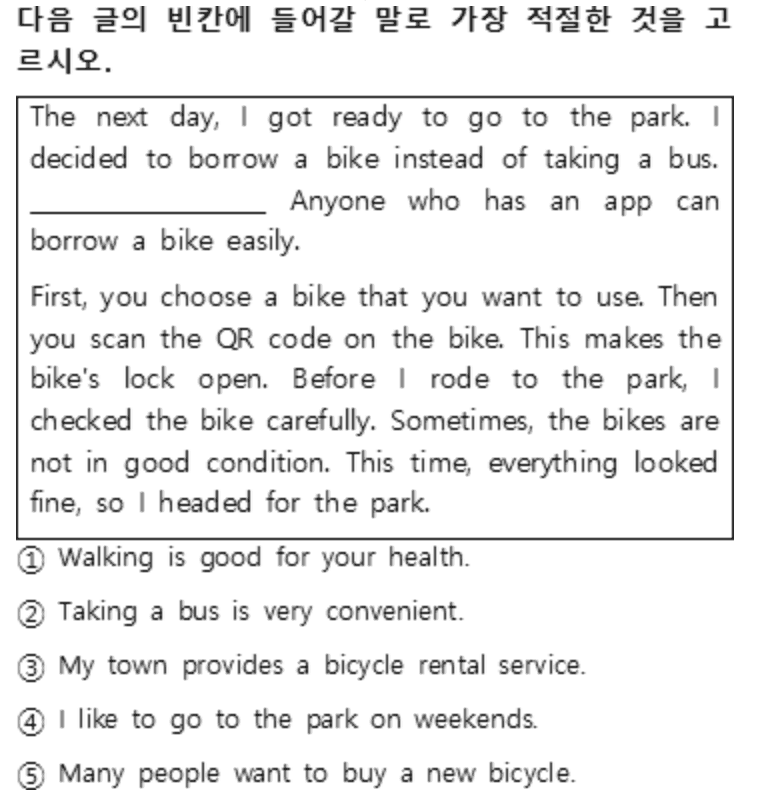 다음 글의 빈칸에 들어갈 말로 가장 적절한 것을 고
르시오.
The next day, I got ready to go to the park. I
decided to borrow a bike instead of taking a bus.
________________ Anyone who has an app can
borrow a bike easily.
First, you choose a bike that you want to use. Then
you scan the QR code on the bike. This makes the
bike's lock open. Before I rode to the park, I
checked the bike carefully. Sometimes, the bikes are
not in good condition. This time, everything looked
fine, so I headed for the park.
① Walking is good for your health.
② Taking a bus is very convenient.
③ My town provides a bicycle rental service.
④ I like to go to the park on weekends.
⑤ Many people want to buy a new bicycle.